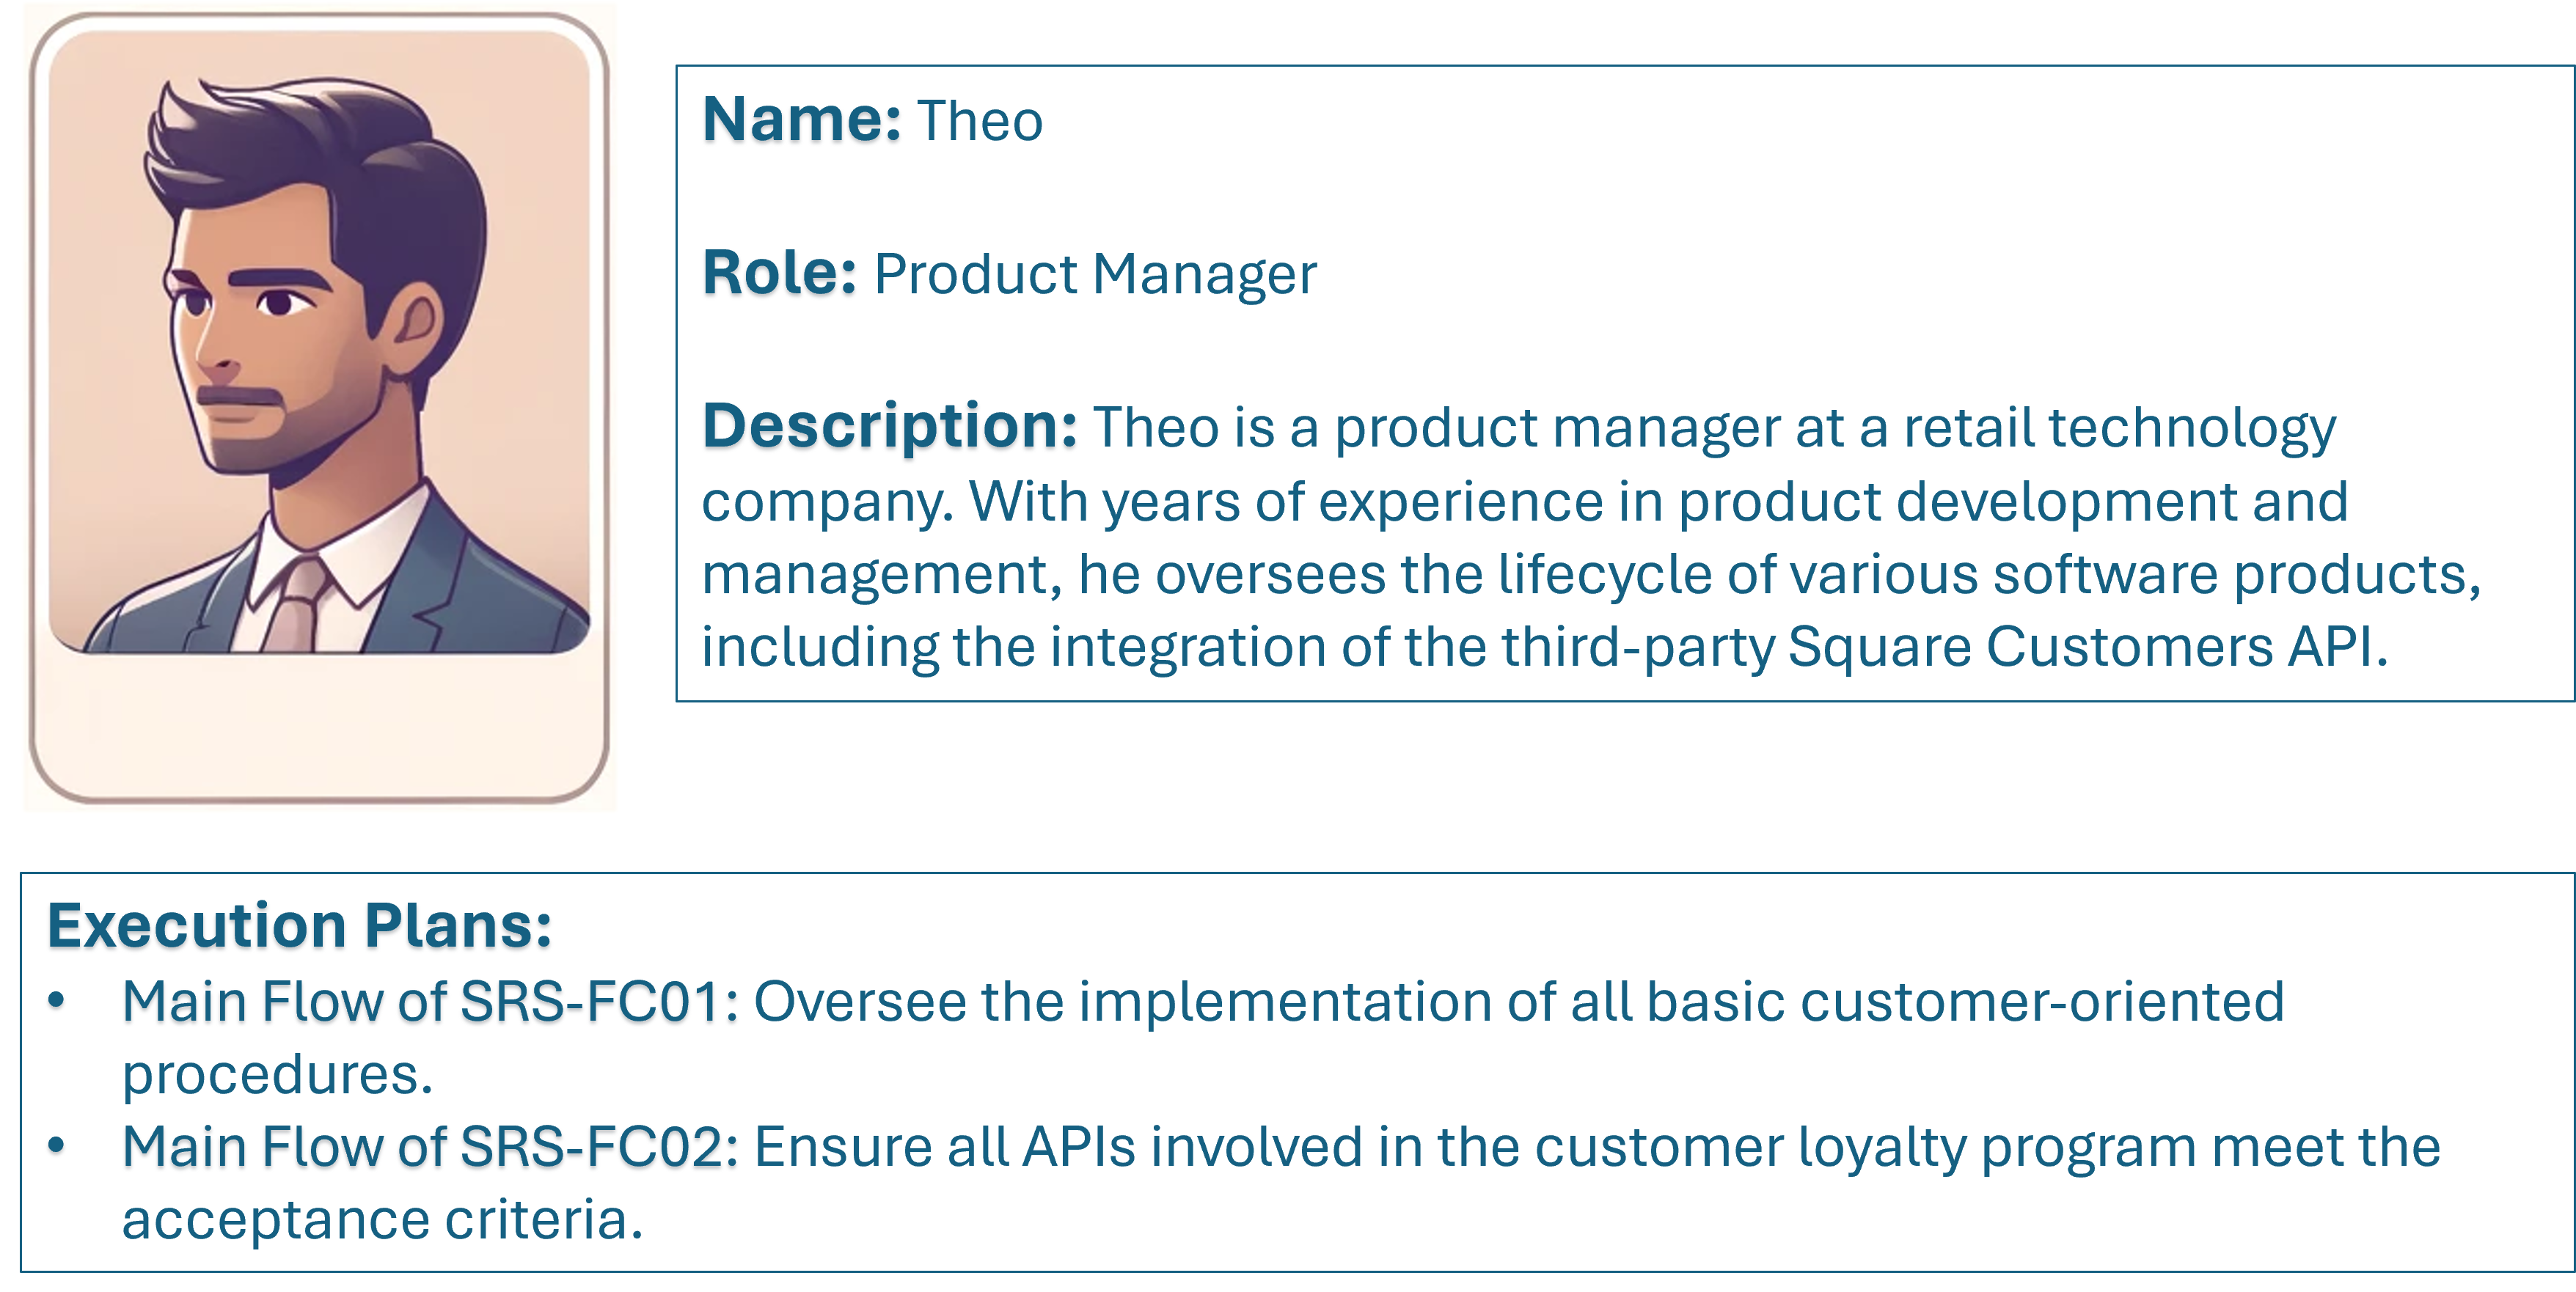 Name: Theo
Role: Product Manager
Description: Theo is a product manager at a retail technology
company. With years of experience in product development and
management, he oversees the lifecycle of various software products,
including the integration of the third-party Square Customers API.
Execution Plans:
• Main Flow of SRS-FC01: Oversee the implementation of all basic customer-oriented
procedures.
• Main Flow of SRS-FC02: Ensure all APIs involved in the customer loyalty program meet the
acceptance criteria.